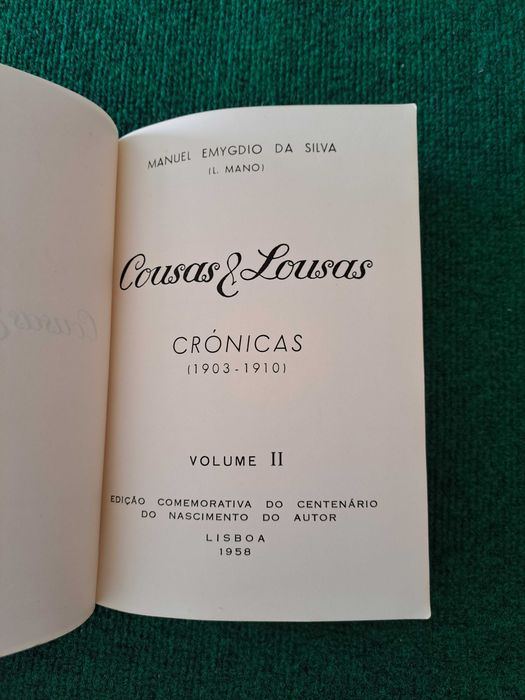 MANUEL EMYGDIO DA SILVA
(L. MANO)
Cousas & Lousas
CRÓNICAS
(1903-1910)
VOLUME II
EDIÇÃO COMEMORATIVA DO CENTENÁRIO
DO NASCIMENTO DO AUTOR
LISBOA
1958